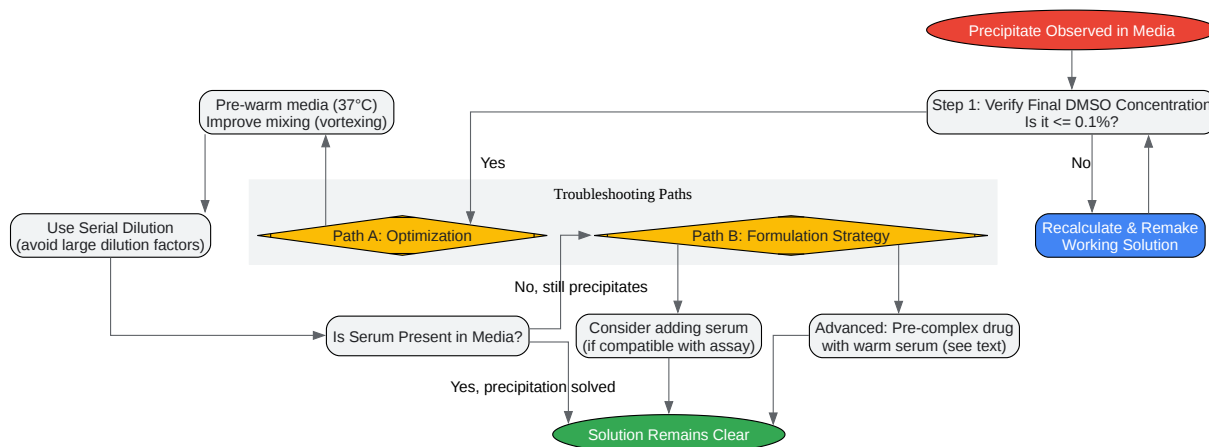 Precipitate Observed in Media
Pre-warm media (37°C)
Improve mixing (vortexing)
Step 1: Verify Final DMSO Concentration
Is it <= 0.1%?
Yes
No
Troubleshooting Paths
Use Serial Dilution
(avoid large dilution factors)
Path A: Optimization
Path B: Formulation Strategy
Recalculate & Remake
Working Solution
No, still precipitates
Is Serum Present in Media?
Consider adding serum
(if compatible with assay)
Advanced: Pre-complex drug
with warm serum (see text)
Yes, precipitation solved
Solution Remains Clear